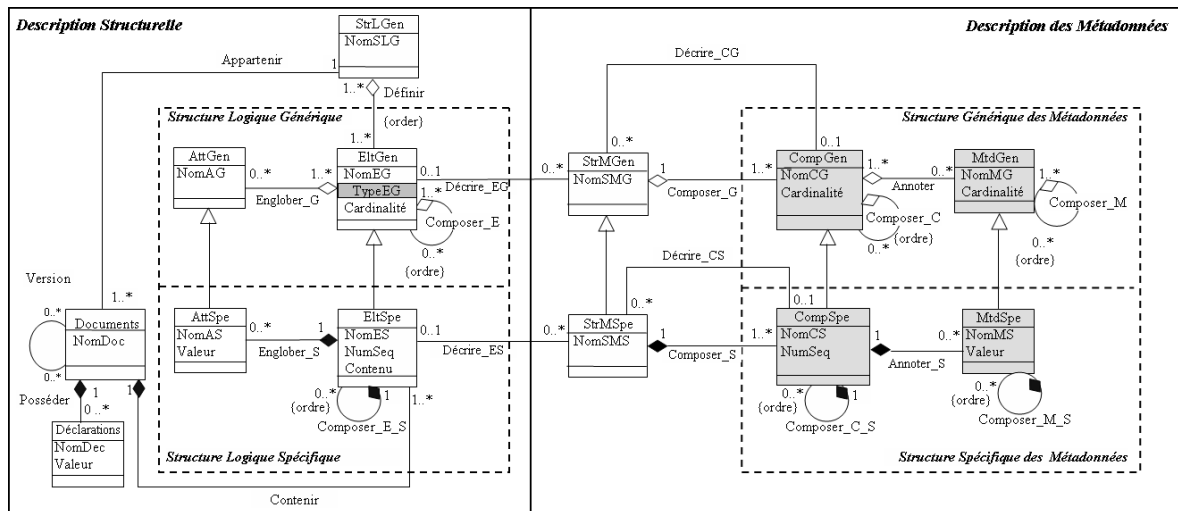 Description Structurelle
StrLGen
NomSLG
Appartenir
1
1..*
Définir
{order}
Structure Logique Générique
1..*
AttGen
NomAG
0..*
1..*
Englober_G
EltGen
NomEG
TypeEG
Cardinalité
0..1
Décrire_EG
1..*
Composer_E
0..*
{ordre}
Version
1..*
0..*
Documents
NomDoc
0..*
Posséder
1
1
0..*
Déclarations
NomDec
Valeur
AttSpe
NomAS
Valeur
0..*
1
Englober_S
EltSpe
NomES
NumSeq
Contenu
0..1
Décrire_ES
0..*
{ordre}
1
1..*
Composer_E_S
Structure Logique Spécifique
Contenir
Description des Métadonnées
Décrire_CG
0..*
0..1
Structure Générique des Métadonnées
0..*
StrMGen
NomSMG
1
Composer_G
1..*
CompGen
NomCG
Cardinalité
1..*
Annoter
0..*
Composer_C
{ordre}
0..*
MtdGen
NomMG
Cardinalité
1..*
Composer_M
0..*
{ordre}
Décrire_CS
0..*
0..1
0..*
StrMSpe
NomSMS
1
Composer_S
1..*
CompSpe
NomCS
NumSeq
1
Annoter_S
0..*
0..*
{ordre}
1
Composer_C_S
MtdSpe
NomMS
Valeur
0..*
{ordre}
1
Composer_M_S
Structure Spécifique des Métadonnées